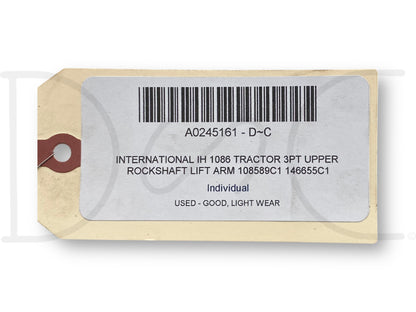 A0245161 - D~C
INTERNATIONAL IH 1086 TRACTOR 3PT UPPER
ROCKSHAFT LIFT ARM 108589C1 146655C1
Individual
USED - GOOD, LIGHT WEAR